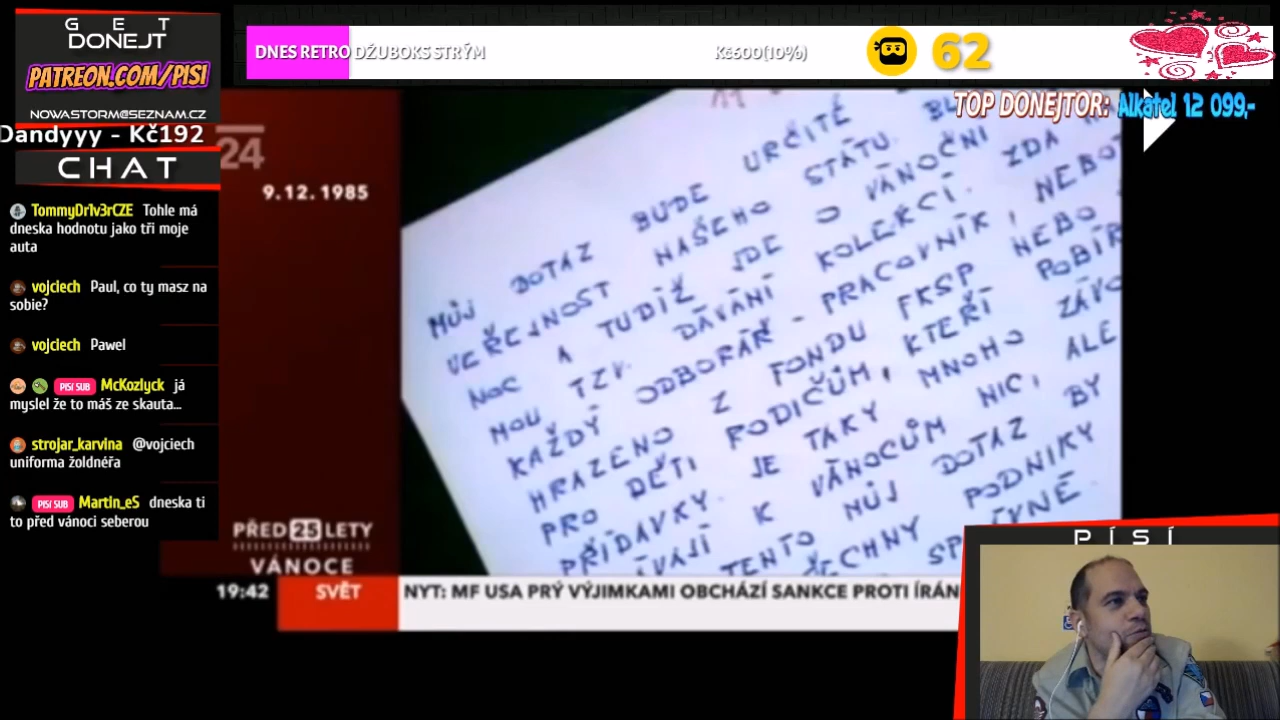 GET
DONEJT
PATREON.COM/PISI
NOWASTORM@SEZNAM.CZ
Dandyyy - Kč192
CHAT
TommyDr1v3rCZE Tohle má
dneska hodnotu jako tři moje
auta
vojciech Paul, co ty masz na
sobie?
vojciech Pawel
PISI SUB McKozlyck já
myslel že to máš ze skauta...
strojar_karvina @vojciech
uniforma žoldnéřa
PISI SUB Martin_eS dneska ti
to před vánoci seberou
DNES RETRO DŽUBOKS STRÝM
Kč600(10%)
62
TOP DONEJTOR: Alkatel 12 099,-
24
9.12.1985
MŮJ DOTAZ BUDE URČITĚ
VEŘEJNOST NAŠEHO STÁTU
NOC A TUDÍŽ JDE O VÁNOČNÍ
MOU TZV. DÁVÁNÍ KOLEKCÍ. ZDA
KAŽDÝ ODBORÁŘ - PRACOVNÍK, NEBOŤ
HRAZENO Z FONDU FKSP NEBO
PRO DĚTI RODIČŮM, KTEŘÍ POBÍR
PŘÍDAVKY. JE TAKY MNOHO ZÁVO
K VÁNOCŮM NIC, ALE
TENTO MŮJ DOTAZ BY
PODNIKY
PŘED 25 LETY
VÁNOCE
19:42
SVĚT
NYT: MF USA PRÝ VÝJIMKAMI OBCHÁZÍ SANKCE PROTI ÍRÁN
PÍSÍ